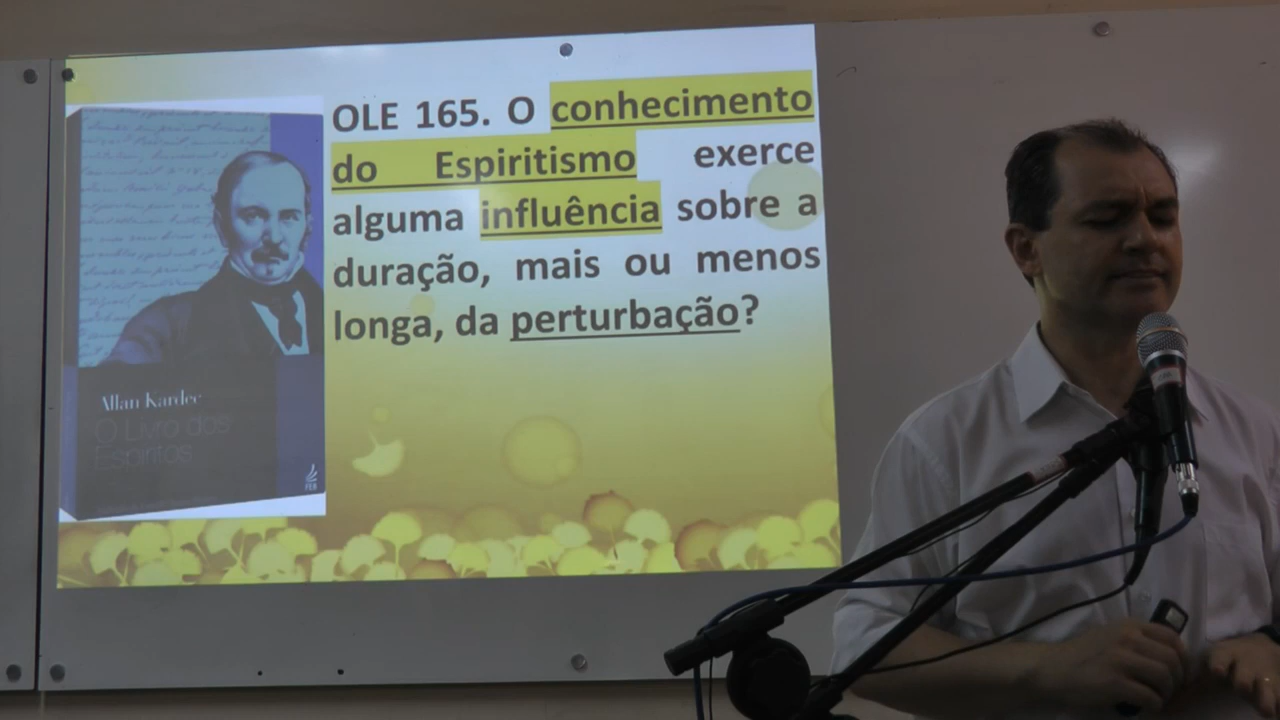 OLE 165. O conhecimento
do Espiritismo exerce
alguma influência sobre a
duração, mais ou menos
longa, da perturbação?
Allan Kardec
O Livro dos
Espíritos
FEB